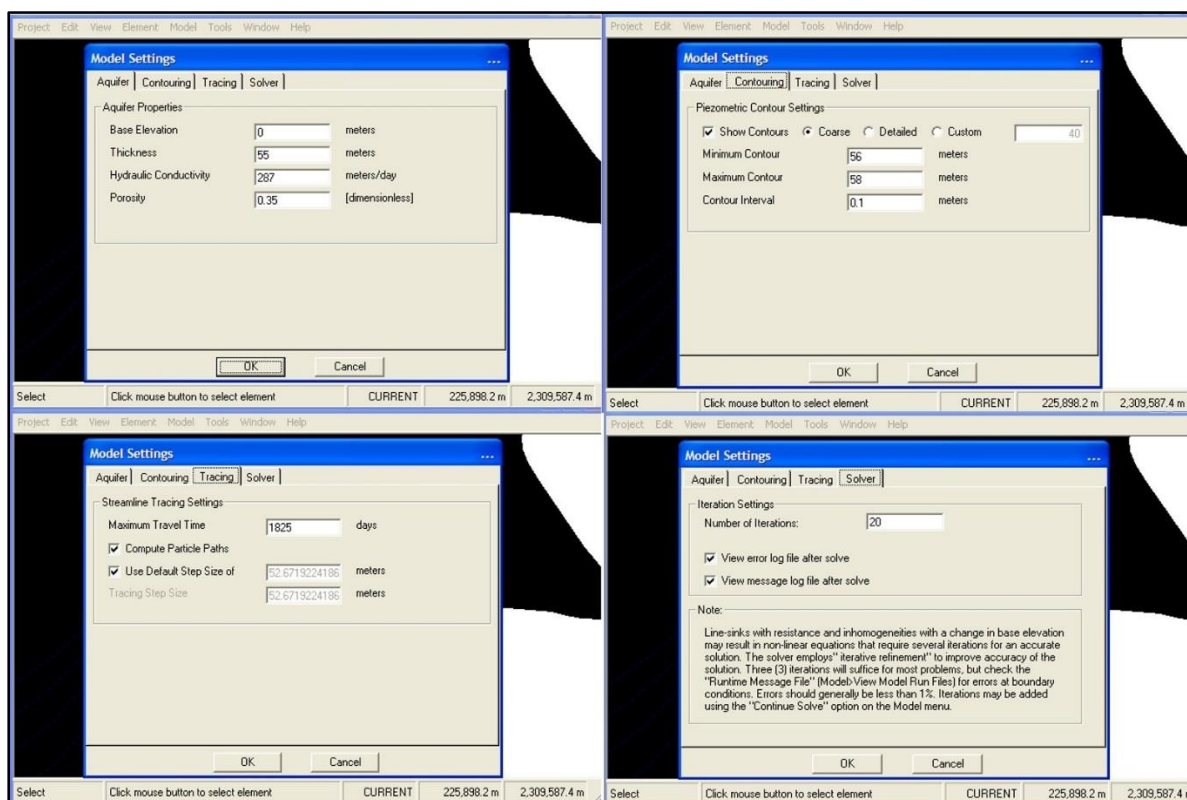 Project Edit View Element Model Tools Window Help
Model Settings ...
Aquifer Contouring Tracing Solver
Aquifer Properties
Base Elevation 0 meters
Thickness 55 meters
Hydraulic Conductivity 287 meters/day
Porosity 0.35 [dimensionless]
OK Cancel
Select Click mouse button to select element CURRENT 225,898.2 m 2,309,587.4 m
Project Edit View Element Model Tools Window Help
Model Settings ...
Aquifer Contouring Tracing Solver
Piezometric Contour Settings
Show Contours Coarse Detailed Custom 40
Minimum Contour 56 meters
Maximum Contour 58 meters
Contour Interval 0.1 meters
OK Cancel
Select Click mouse button to select element CURRENT 225,898.2 m 2,309,587.4 m
Project Edit View Element Model Tools Window Help
Model Settings ...
Aquifer Contouring Tracing Solver
Streamline Tracing Settings
Maximum Travel Time 1825 days
Compute Particle Paths
Use Default Step Size of 52.6719224186 meters
Tracing Step Size 52.6719224186 meters
OK Cancel
Select Click mouse button to select element CURRENT 225,898.2 m 2,309,587.4 m
Project Edit View Element Model Tools Window Help
Model Settings ...
Aquifer Contouring Tracing Solver
Iteration Settings
Number of Iterations: 20
View error log file after solve
View message log file after solve
Note:
Line-sinks with resistance and inhomogeneities with a change in base elevation
may result in non-linear equations that require several iterations for an accurate
solution. The solver employs" iterative refinement" to improve accuracy of the
solution. Three (3) iterations will suffice for most problems, but check the
"Runtime Message File" (Model>View Model Run Files) for errors at boundary
conditions. Errors should generally be less than 1%. Iterations may be added
using the "Continue Solve" option on the Model menu.
OK Cancel
Select Click mouse button to select element CURRENT 225,898.2 m 2,309,587.4 m